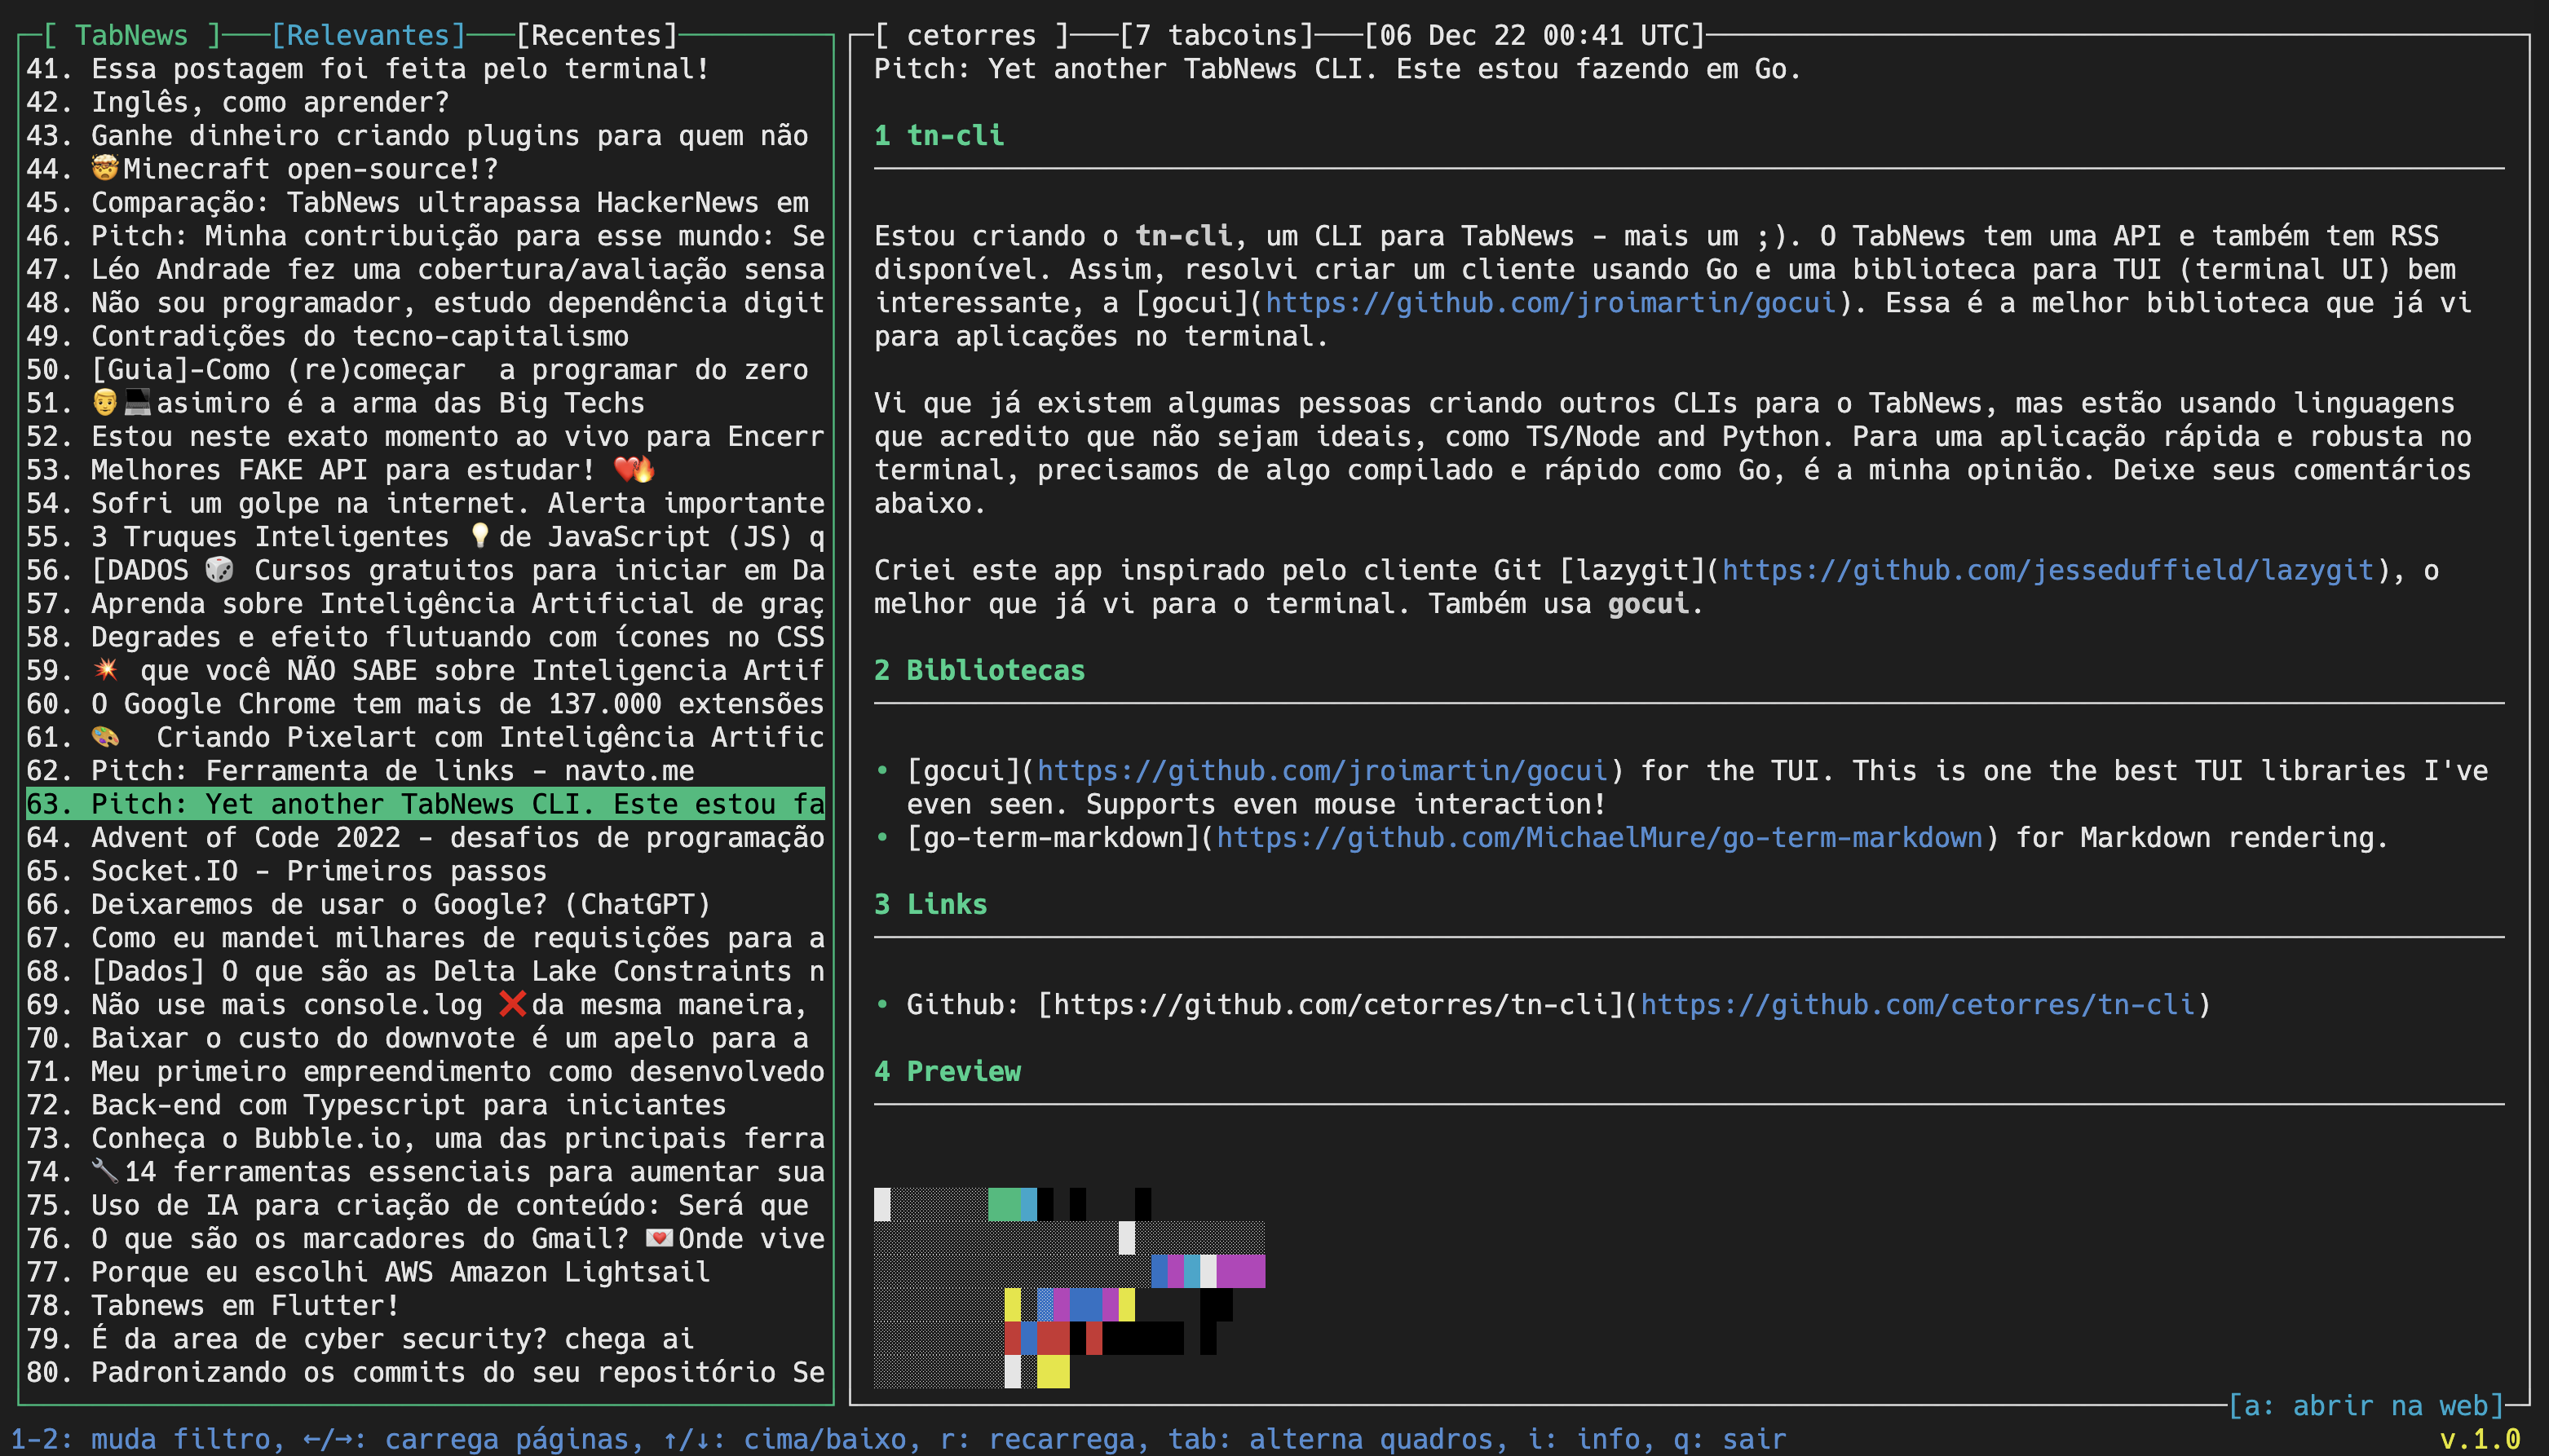 [ TabNews ] [Relevantes] [Recentes]
41. Essa postagem foi feita pelo terminal!
42. Inglês, como aprender?
43. Ganhe dinheiro criando plugins para quem não
44. 🤯Minecraft open-source!?
45. Comparação: TabNews ultrapassa HackerNews em
46. Pitch: Minha contribuição para esse mundo: Se
47. Léo Andrade fez uma cobertura/avaliação sensa
48. Não sou programador, estudo dependência digit
49. Contradições do tecno-capitalismo
50. [Guia]-Como (re)começar  a programar do zero
51. 👨💻asimiro é a arma das Big Techs
52. Estou neste exato momento ao vivo para Encerr
53. Melhores FAKE API para estudar! ❤️🔥
54. Sofri um golpe na internet. Alerta importante
55. 3 Truques Inteligentes 💡de JavaScript (JS) q
56. [DADOS 🎲 Cursos gratuitos para iniciar em Da
57. Aprenda sobre Inteligência Artificial de graç
58. Degrades e efeito flutuando com ícones no CSS
59. 💥 que você NÃO SABE sobre Inteligencia Artif
60. O Google Chrome tem mais de 137.000 extensões
61. 🎨  Criando Pixelart com Inteligência Artific
62. Pitch: Ferramenta de links - navto.me
63. Pitch: Yet another TabNews CLI. Este estou fa
64. Advent of Code 2022 - desafios de programação
65. Socket.IO - Primeiros passos
66. Deixaremos de usar o Google? (ChatGPT)
67. Como eu mandei milhares de requisições para a
68. [Dados] O que são as Delta Lake Constraints n
69. Não use mais console.log ❌da mesma maneira,
70. Baixar o custo do downvote é um apelo para a
71. Meu primeiro empreendimento como desenvolvedo
72. Back-end com Typescript para iniciantes
73. Conheça o Bubble.io, uma das principais ferra
74. 🔧14 ferramentas essenciais para aumentar sua
75. Uso de IA para criação de conteúdo: Será que
76. O que são os marcadores do Gmail? 💌Onde vive
77. Porque eu escolhi AWS Amazon Lightsail
78. Tabnews em Flutter!
79. É da area de cyber security? chega ai
80. Padronizando os commits do seu repositório Se
[ cetorres ] [7 tabcoins] [06 Dec 22 00:41 UTC]
Pitch: Yet another TabNews CLI. Este estou fazendo em Go.
1 tn-cli
Estou criando o tn-cli, um CLI para TabNews - mais um ;). O TabNews tem uma API e também tem RSS
disponível. Assim, resolvi criar um cliente usando Go e uma biblioteca para TUI (terminal UI) bem
interessante, a [gocui](https://github.com/jroimartin/gocui). Essa é a melhor biblioteca que já vi
para aplicações no terminal.
Vi que já existem algumas pessoas criando outros CLIs para o TabNews, mas estão usando linguagens
que acredito que não sejam ideais, como TS/Node and Python. Para uma aplicação rápida e robusta no
terminal, precisamos de algo compilado e rápido como Go, é a minha opinião. Deixe seus comentários
abaixo.
Criei este app inspirado pelo cliente Git [lazygit](https://github.com/jesseduffield/lazygit), o
melhor que já vi para o terminal. Também usa gocui.
2 Bibliotecas
• [gocui](https://github.com/jroimartin/gocui) for the TUI. This is one the best TUI libraries I've
even seen. Supports even mouse interaction!
• [go-term-markdown](https://github.com/MichaelMure/go-term-markdown) for Markdown rendering.
3 Links
• Github: [https://github.com/cetorres/tn-cli](https://github.com/cetorres/tn-cli)
4 Preview
[a: abrir na web]
1-2: muda filtro, ←/→: carrega páginas, ↑/↓: cima/baixo, r: recarrega, tab: alterna quadros, i: info, q: sair
v.1.0